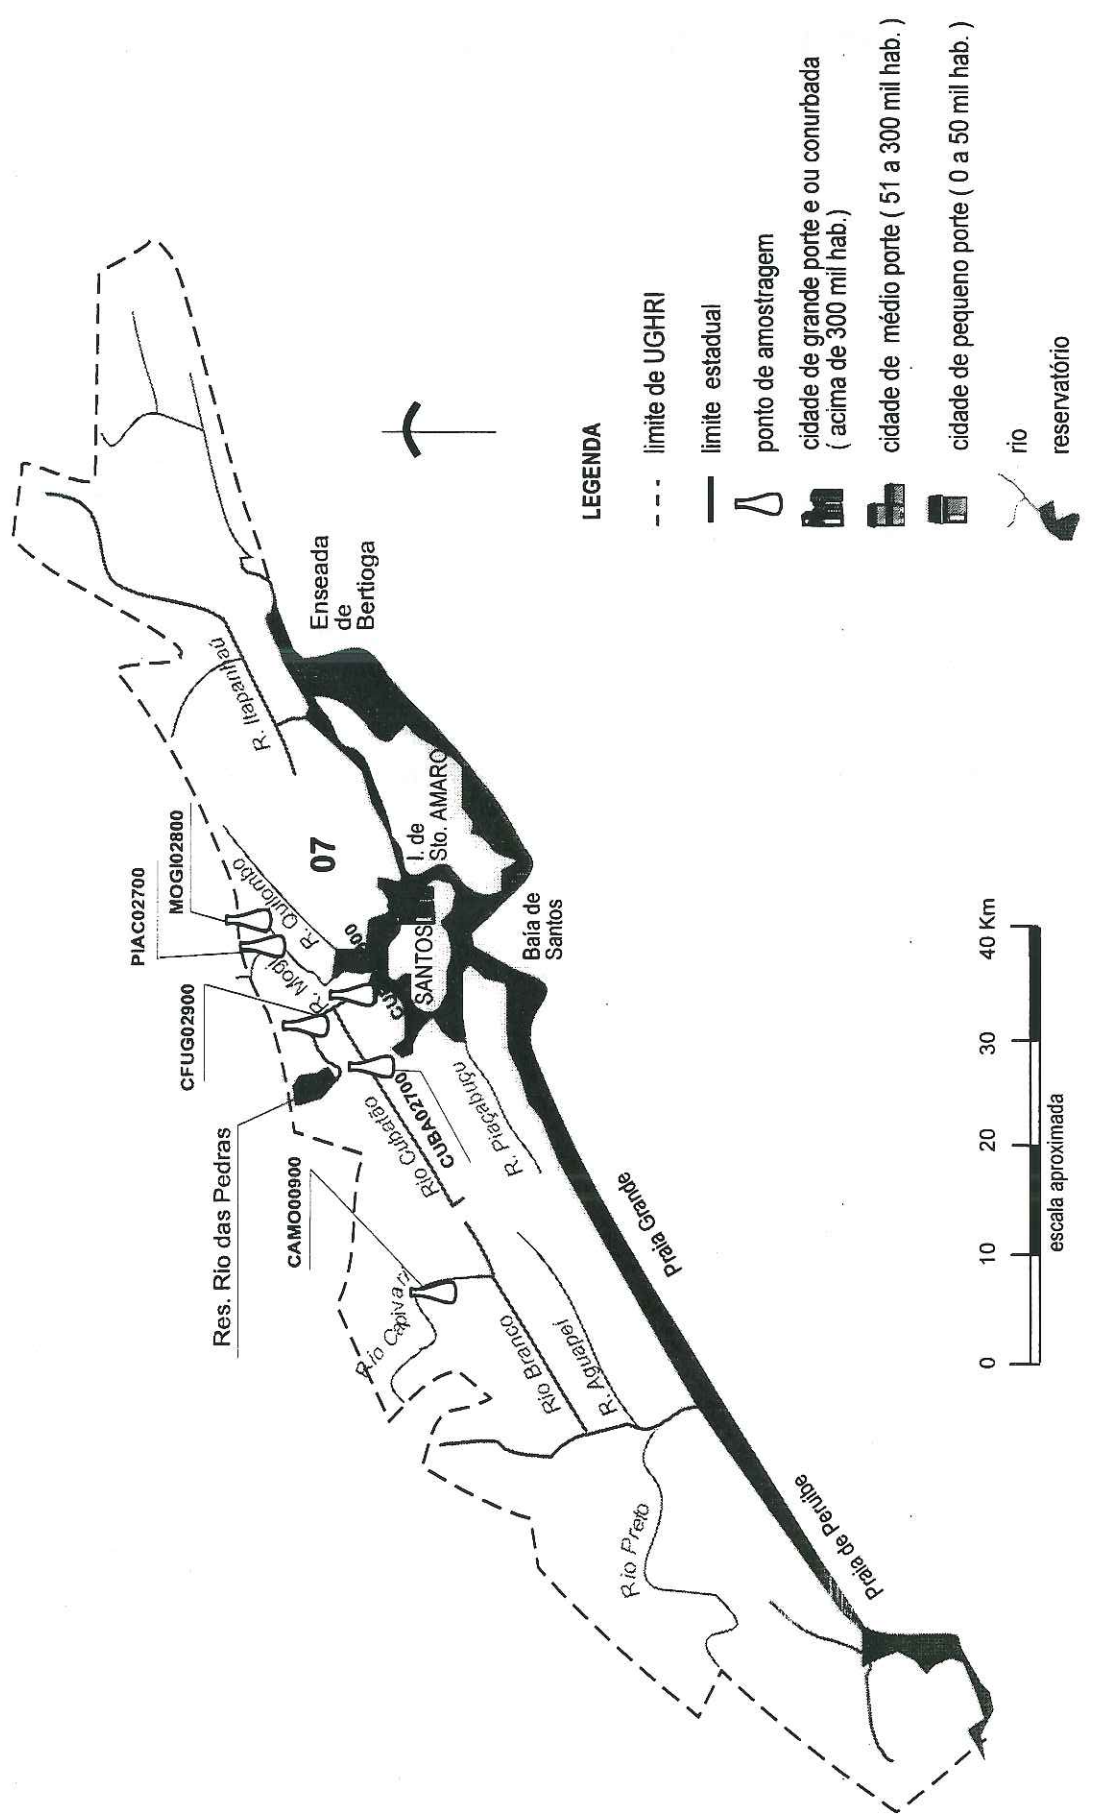 PIAC02700
MOGI02800
CFUG02900
Res. Rio das Pedras
CAMO00900
CUBA02700
Rio Capivari
Rio Cubatão
R. Mogi
R. Quilombo
R. Itapanhaú
07
Enseada
de
Bertioga
I. de
Sto. AMARO
SANTOS
Baia de
Santos
R. Piaçabuçu
Rio Branco
R. Aguapei
Rio Preto
Praia Grande
Praia de Peruibe
LEGENDA
limite de UGHRI
limite estadual
ponto de amostragem
cidade de grande porte e ou conurbada
( acima de 300 mil hab.)
cidade de médio porte ( 51 a 300 mil hab. )
cidade de pequeno porte ( 0 a 50 mil hab. )
rio
reservatório
0 10 20 30 40 Km
escala aproximada